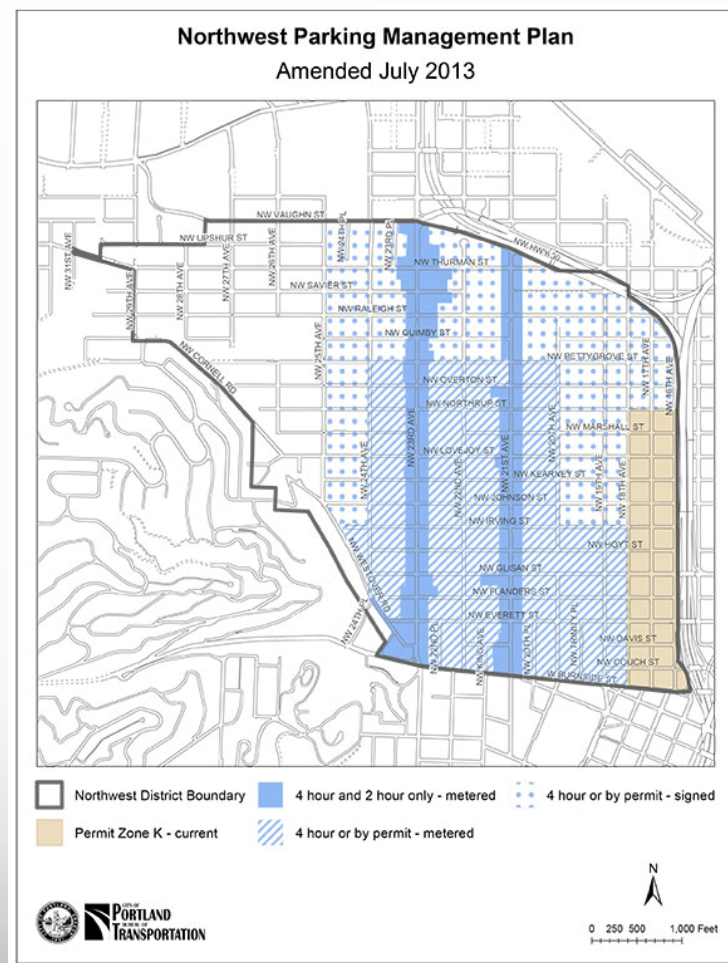 Northwest Parking Management Plan
Amended July 2013
NW VAUGHN ST
NW 24TH PL
NW 23RD PL
NW HWY 30
NW UPSHUR ST
NW 31ST AVE
NW 29TH AVE
NW 28TH AVE
NW 27TH AVE
NW 26TH AVE
NW THURMAN ST
NW SAVIER ST
NW RALEIGH ST
NW QUIMBY ST
NW 25TH AVE
NW PETTYGROVE ST
NW 17TH AVE
NW 16TH AVE
NW CORNELL RD
NW OVERTON ST
NW NORTHRUP ST
NW 23RD AVE
NW 20TH AVE
NW MARSHALL ST
NW 24TH AVE
NW LOVEJOY ST
NW 22ND AVE
NW 21ST AVE
NW KEARNEY ST
NW 19TH AVE
NW 18TH AVE
NW JOHNSON ST
NW IRVING ST
NW HOYT ST
NW WESTOVER RD
NW GLISAN ST
NW FLANDERS ST
NW 24TH PL
NW EVERETT ST
NW 22ND PL
NW KING AVE
NW 20TH PL
NW TRINITY PL
NW DAVIS ST
NW COUCH ST
W BURNSIDE ST
Northwest District Boundary
4 hour and 2 hour only - metered
4 hour or by permit - signed
Permit Zone K - current
4 hour or by permit - metered
N
CITY OF
PORTLAND
BUREAU OF
TRANSPORTATION
0 250 500 1,000 Feet